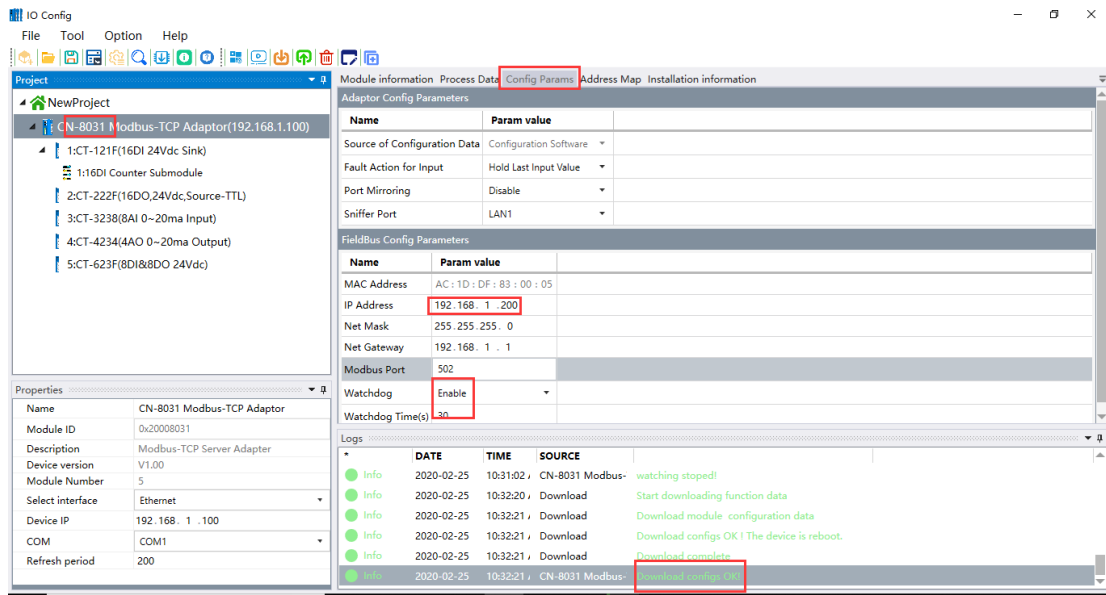 IO Config
File Tool Option Help
Project
NewProject
CN-8031 Modbus-TCP Adaptor(192.168.1.100)
1:CT-121F(16DI 24Vdc Sink)
1:16DI Counter Submodule
2:CT-222F(16DO,24Vdc,Source-TTL)
3:CT-3238(8AI 0~20ma Input)
4:CT-4234(4AO 0~20ma Output)
5:CT-623F(8DI&8DO 24Vdc)
Properties
Name CN-8031 Modbus-TCP Adaptor
Module ID 0x20008031
Description Modbus-TCP Server Adapter
Device version V1.00
Module Number 5
Select interface Ethernet
Device IP 192.168. 1 .100
COM COM1
Refresh period 200
Module information Process Data Config Params Address Map Installation information
Adaptor Config Parameters
Name Param value
Source of Configuration Data Configuration Software
Fault Action for Input Hold Last Input Value
Port Mirroring Disable
Sniffer Port LAN1
FieldBus Config Parameters
Name Param value
MAC Address AC : 1D : DF : 83 : 00 : 05
IP Address 192.168. 1 .200
Net Mask 255.255.255. 0
Net Gateway 192.168. 1 . 1
Modbus Port 502
Watchdog Enable
Watchdog Time(s) 30
Logs
* DATE TIME SOURCE
Info 2020-02-25 10:31:02 CN-8031 Modbus- watching stoped!
Info 2020-02-25 10:32:20 Download Start downloading function data
Info 2020-02-25 10:32:21 Download Download module configuration data
Info 2020-02-25 10:32:21 Download Download configs OK ! The device is reboot.
Info 2020-02-25 10:32:21 Download Download complete
Info 2020-02-25 10:32:21 CN-8031 Modbus- Download configs OK!